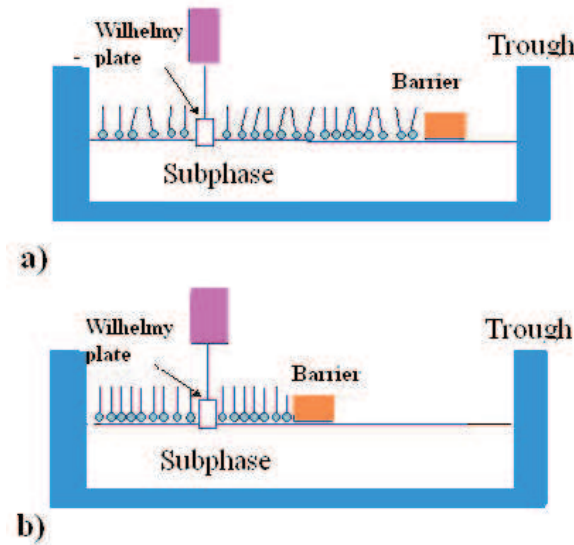 Wilhelmy
plate
Trough
Barrier
Subphase
a)
Wilhelmy
plate
Trough
Barrier
Subphase
b)